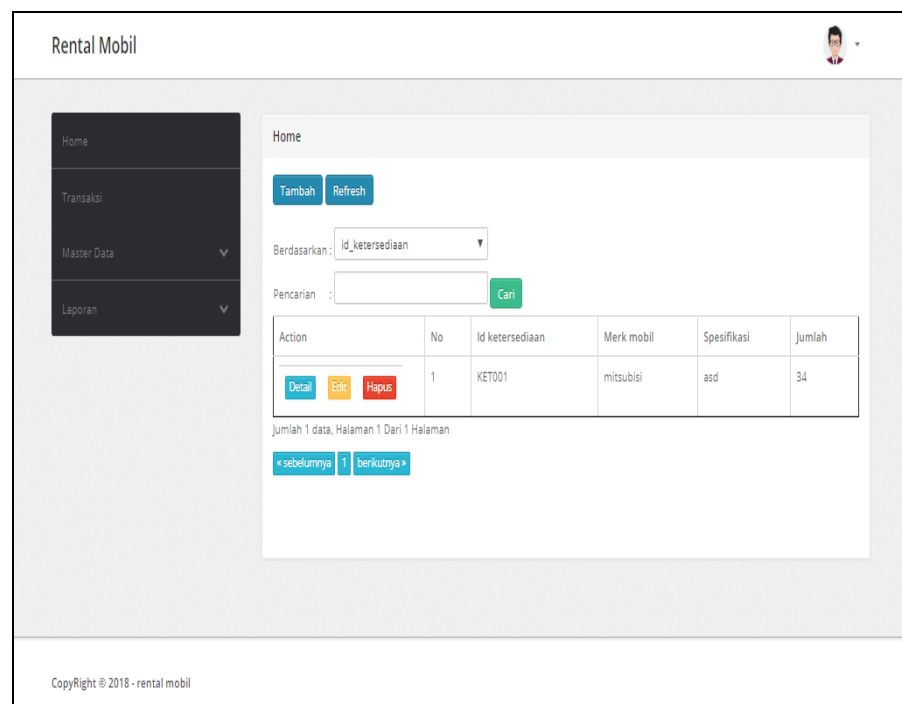 Rental Mobil
Home
Transaksi
Master Data
Laporan
Home
Tambah Refresh
Berdasarkan : id_ketersediaan
Pencarian : Cari
Action No Id ketersediaan Merk mobil Spesifikasi Jumlah
Detail Edit Hapus 1 KET001 mitsubisi asd 34
Jumlah 1 data, Halaman 1 Dari 1 Halaman
« sebelumnya 1 berikutnya »
CopyRight © 2018 - rental mobil